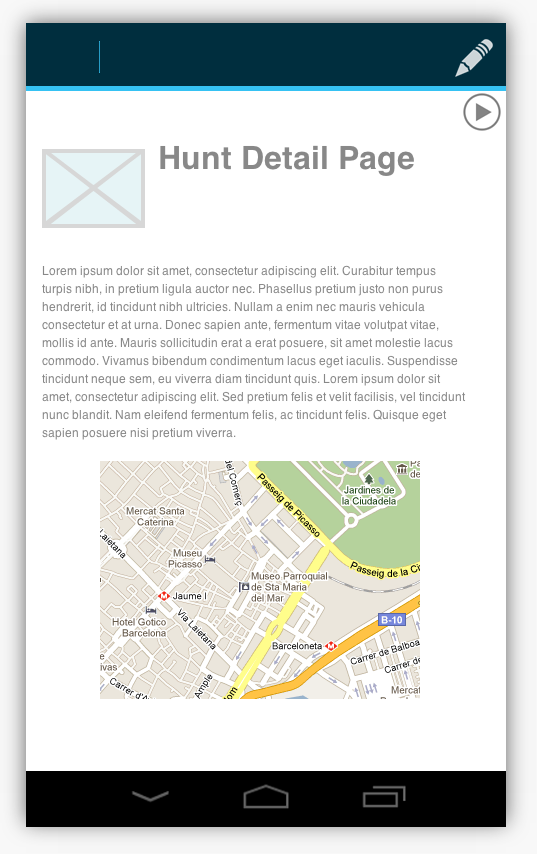 Hunt Detail Page
Lorem ipsum dolor sit amet, consectetur adipiscing elit. Curabitur tempus
turpis nibh, in pretium ligula auctor nec. Phasellus pretium justo non purus
hendrerit, id tincidunt nibh ultricies. Nullam a enim nec mauris vehicula
consectetur et at urna. Donec sapien ante, fermentum vitae volutpat vitae,
mollis id ante. Mauris sollicitudin erat a erat posuere, sit amet molestie lacus
commodo. Vivamus bibendum condimentum lacus eget iaculis. Suspendisse
tincidunt neque sem, eu viverra diam tincidunt quis. Lorem ipsum dolor sit
amet, consectetur adipiscing elit. Sed pretium felis et velit facilisis, vel tincidunt
nunc blandit. Nam eleifend fermentum felis, ac tincidunt felis. Quisque eget
sapien posuere nisi pretium viverra.
del Comerç
Passeig de Picasso
Jardines de
la Ciudadela
Mercat Santa
Caterina
Laietana
Museu
Picasso
Passeig de la Ci
Museo Parroquial
de Sta Maria
del Mar
Jaume I
Hotel Gotico
Barcelona
Via Laietana
B-10
Barceloneta
Carrer de Balboa
ivas
Carrer d'A
Ample
lom
Carrer
Mercat
de la